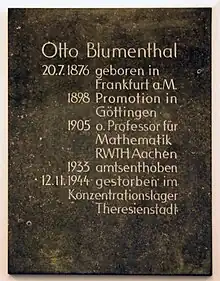 Otto Blumenthal
20.7.1876 geboren in
Frankfurt a.M.
1898 Promotion in
Göttingen
1905 o. Professor für
Mathematik
RWTH Aachen
1933 amtsenthoben
12.11.1944 gestorben im
Konzentrationslager
Theresienstadt